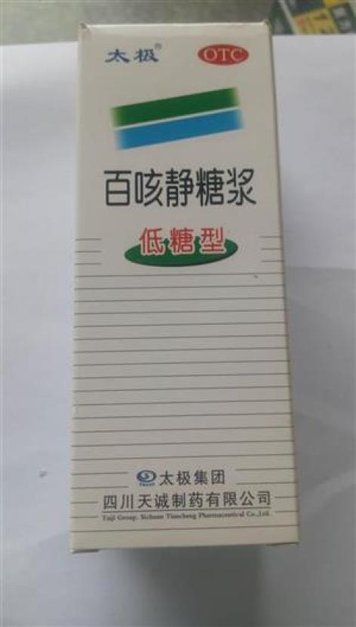 太极®
OTC
百咳静糖浆
低糖型
太极集团
四川天诚制药有限公司
Taiji Group. Sichuan Tiancheng Pharmaceutical Co.,Ltd.